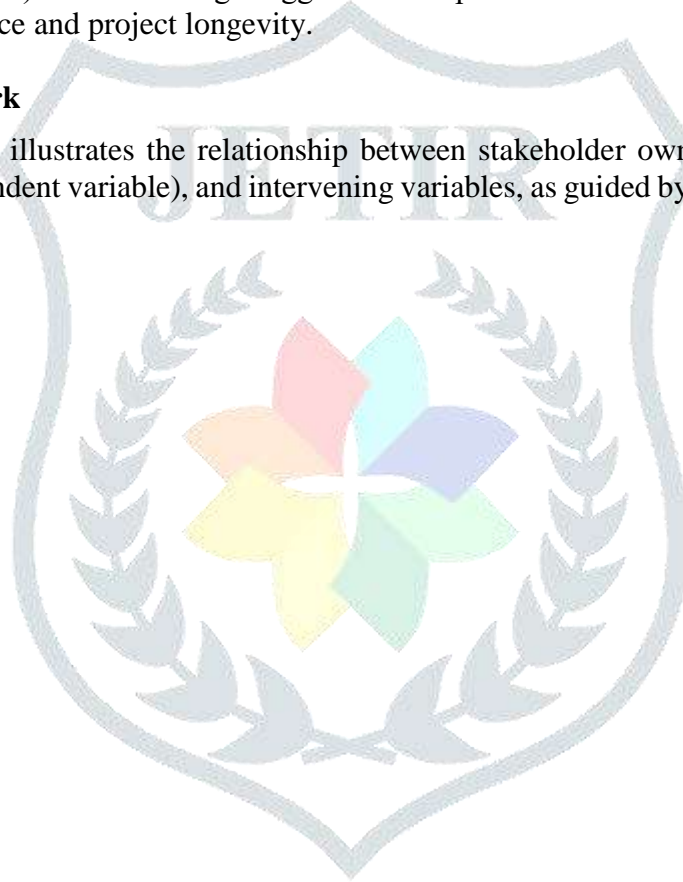 ce and project longevity.
rk
illustrates the relationship between stakeholder own
ndent variable), and intervening variables, as guided by
JETIR